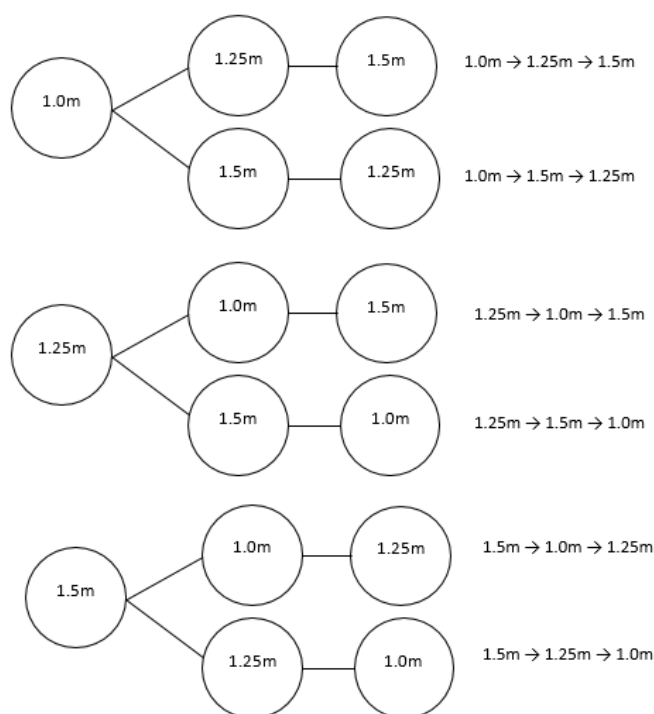 1.25m 1.5m 1.0m → 1.25m → 1.5m
1.0m
1.5m 1.25m 1.0m → 1.5m → 1.25m
1.0m 1.5m 1.25m → 1.0m → 1.5m
1.25m
1.5m 1.0m 1.25m → 1.5m → 1.0m
1.0m 1.25m 1.5m → 1.0m → 1.25m
1.5m
1.25m 1.0m 1.5m → 1.25m → 1.0m